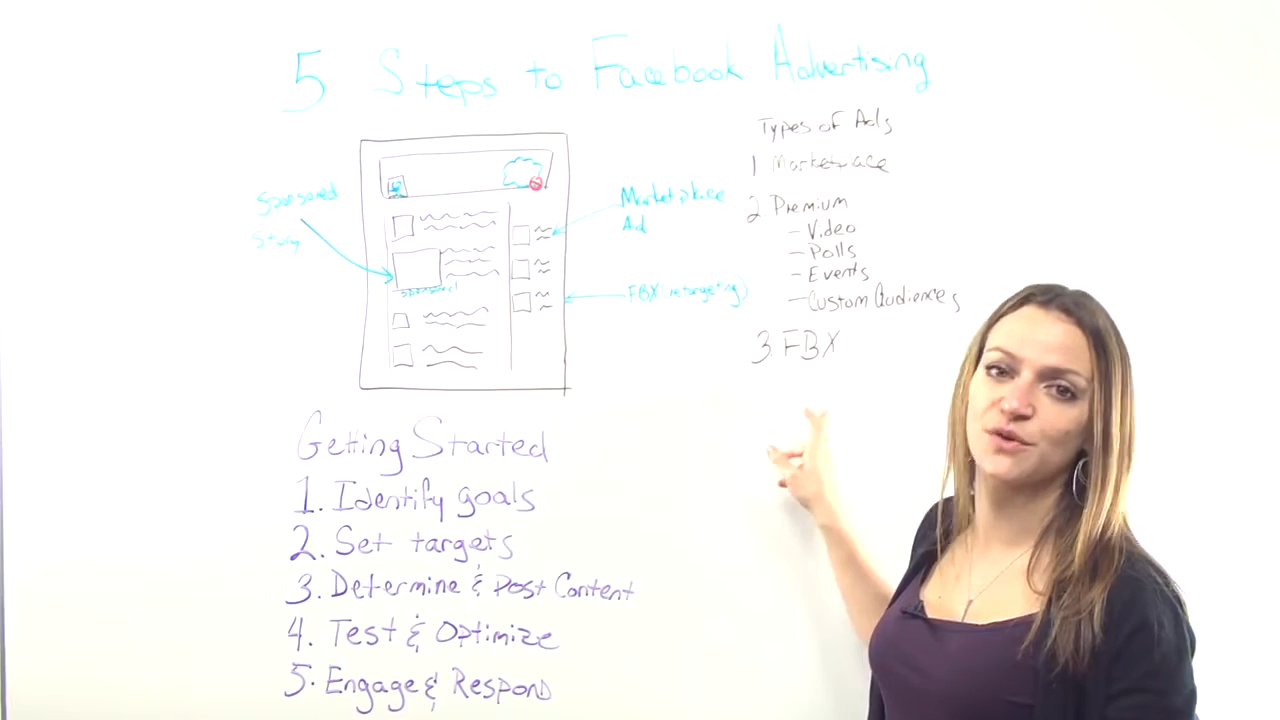 5 Steps to Facebook Advertising
Sponsored
Story
sponsored
Marketplace
Ad
FBX (retargeting)
Types of Ads
1 Marketplace
2. Premium
- Video
- Polls
- Events
- Custom Audiences
3. FBX
Getting Started
1. Identify goals
2. Set targets
3. Determine & Post Content
4. Test & Optimize
5. Engage & Respond